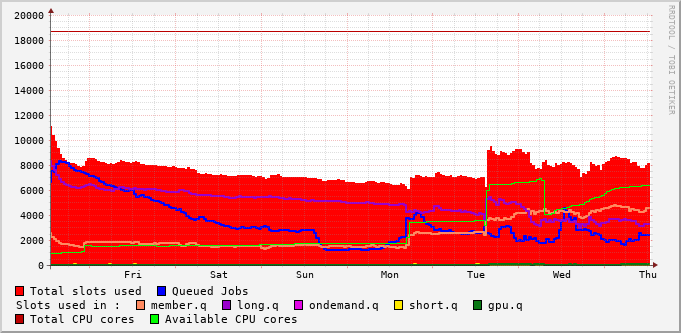 20000
18000
16000
14000
12000
10000
8000
6000
4000
2000
0
Fri Sat Sun Mon Tue Wed Thu
RRDTOOL / TOBI OETIKER
Total slots used Queued Jobs
Slots used in : member.q long.q ondemand.q short.q gpu.q
Total CPU cores Available CPU cores